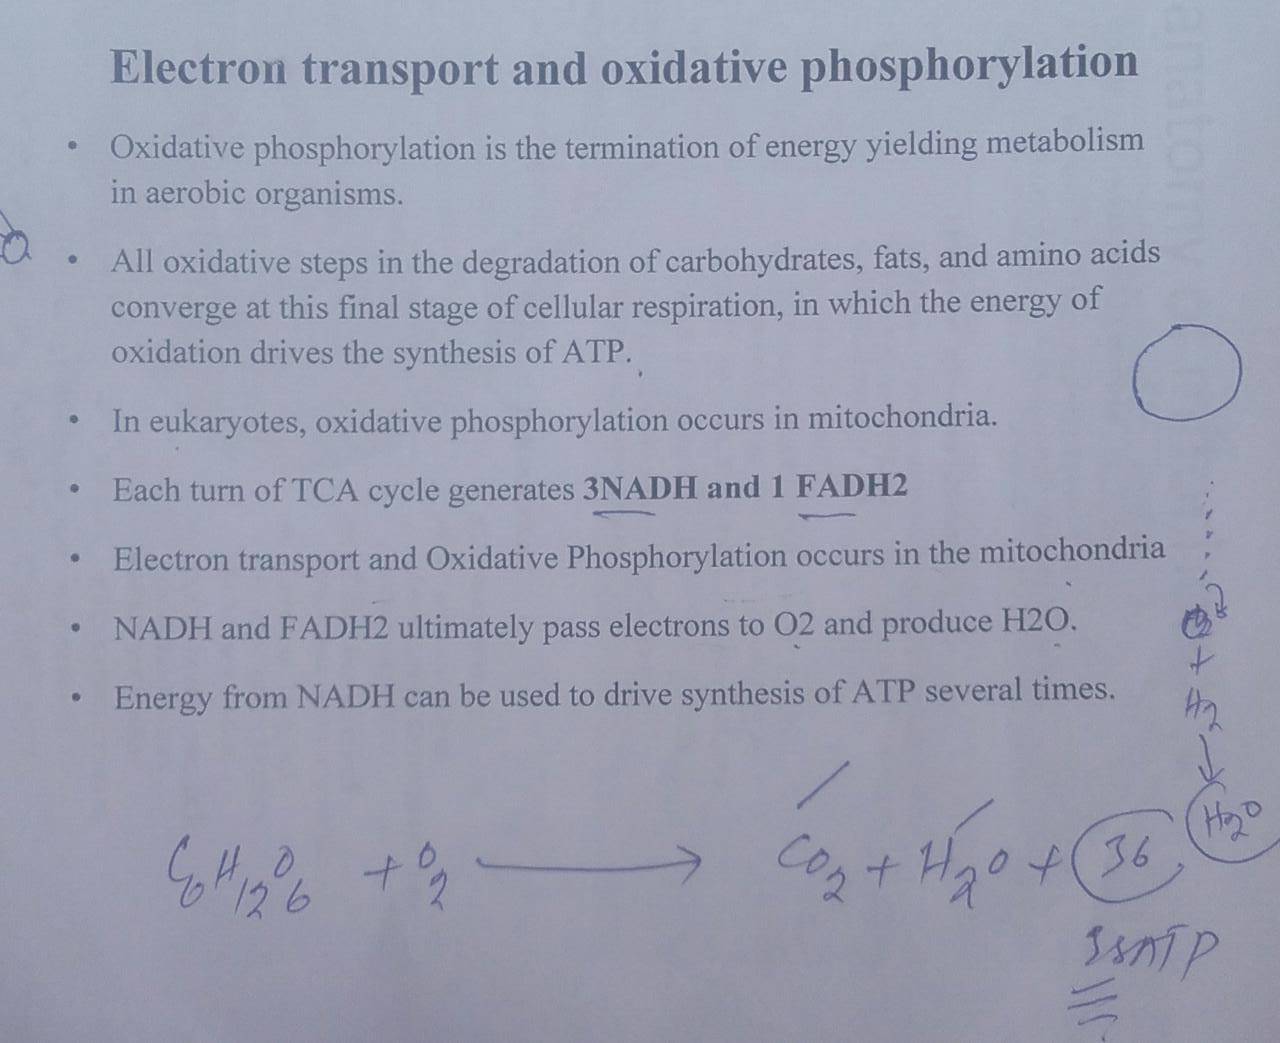 Electron transport and oxidative phosphorylation
• Oxidative phosphorylation is the termination of energy yielding metabolism
in aerobic organisms.
• All oxidative steps in the degradation of carbohydrates, fats, and amino acids
converge at this final stage of cellular respiration, in which the energy of
oxidation drives the synthesis of ATP.
• In eukaryotes, oxidative phosphorylation occurs in mitochondria.
• Each turn of TCA cycle generates 3NADH and 1 FADH2
• Electron transport and Oxidative Phosphorylation occurs in the mitochondria
• NADH and FADH2 ultimately pass electrons to O2 and produce H2O.
• Energy from NADH can be used to drive synthesis of ATP several times.
+
H2
↓
H2O
C6H12O6 + O2 → CO2 + H2O + 36
ATP